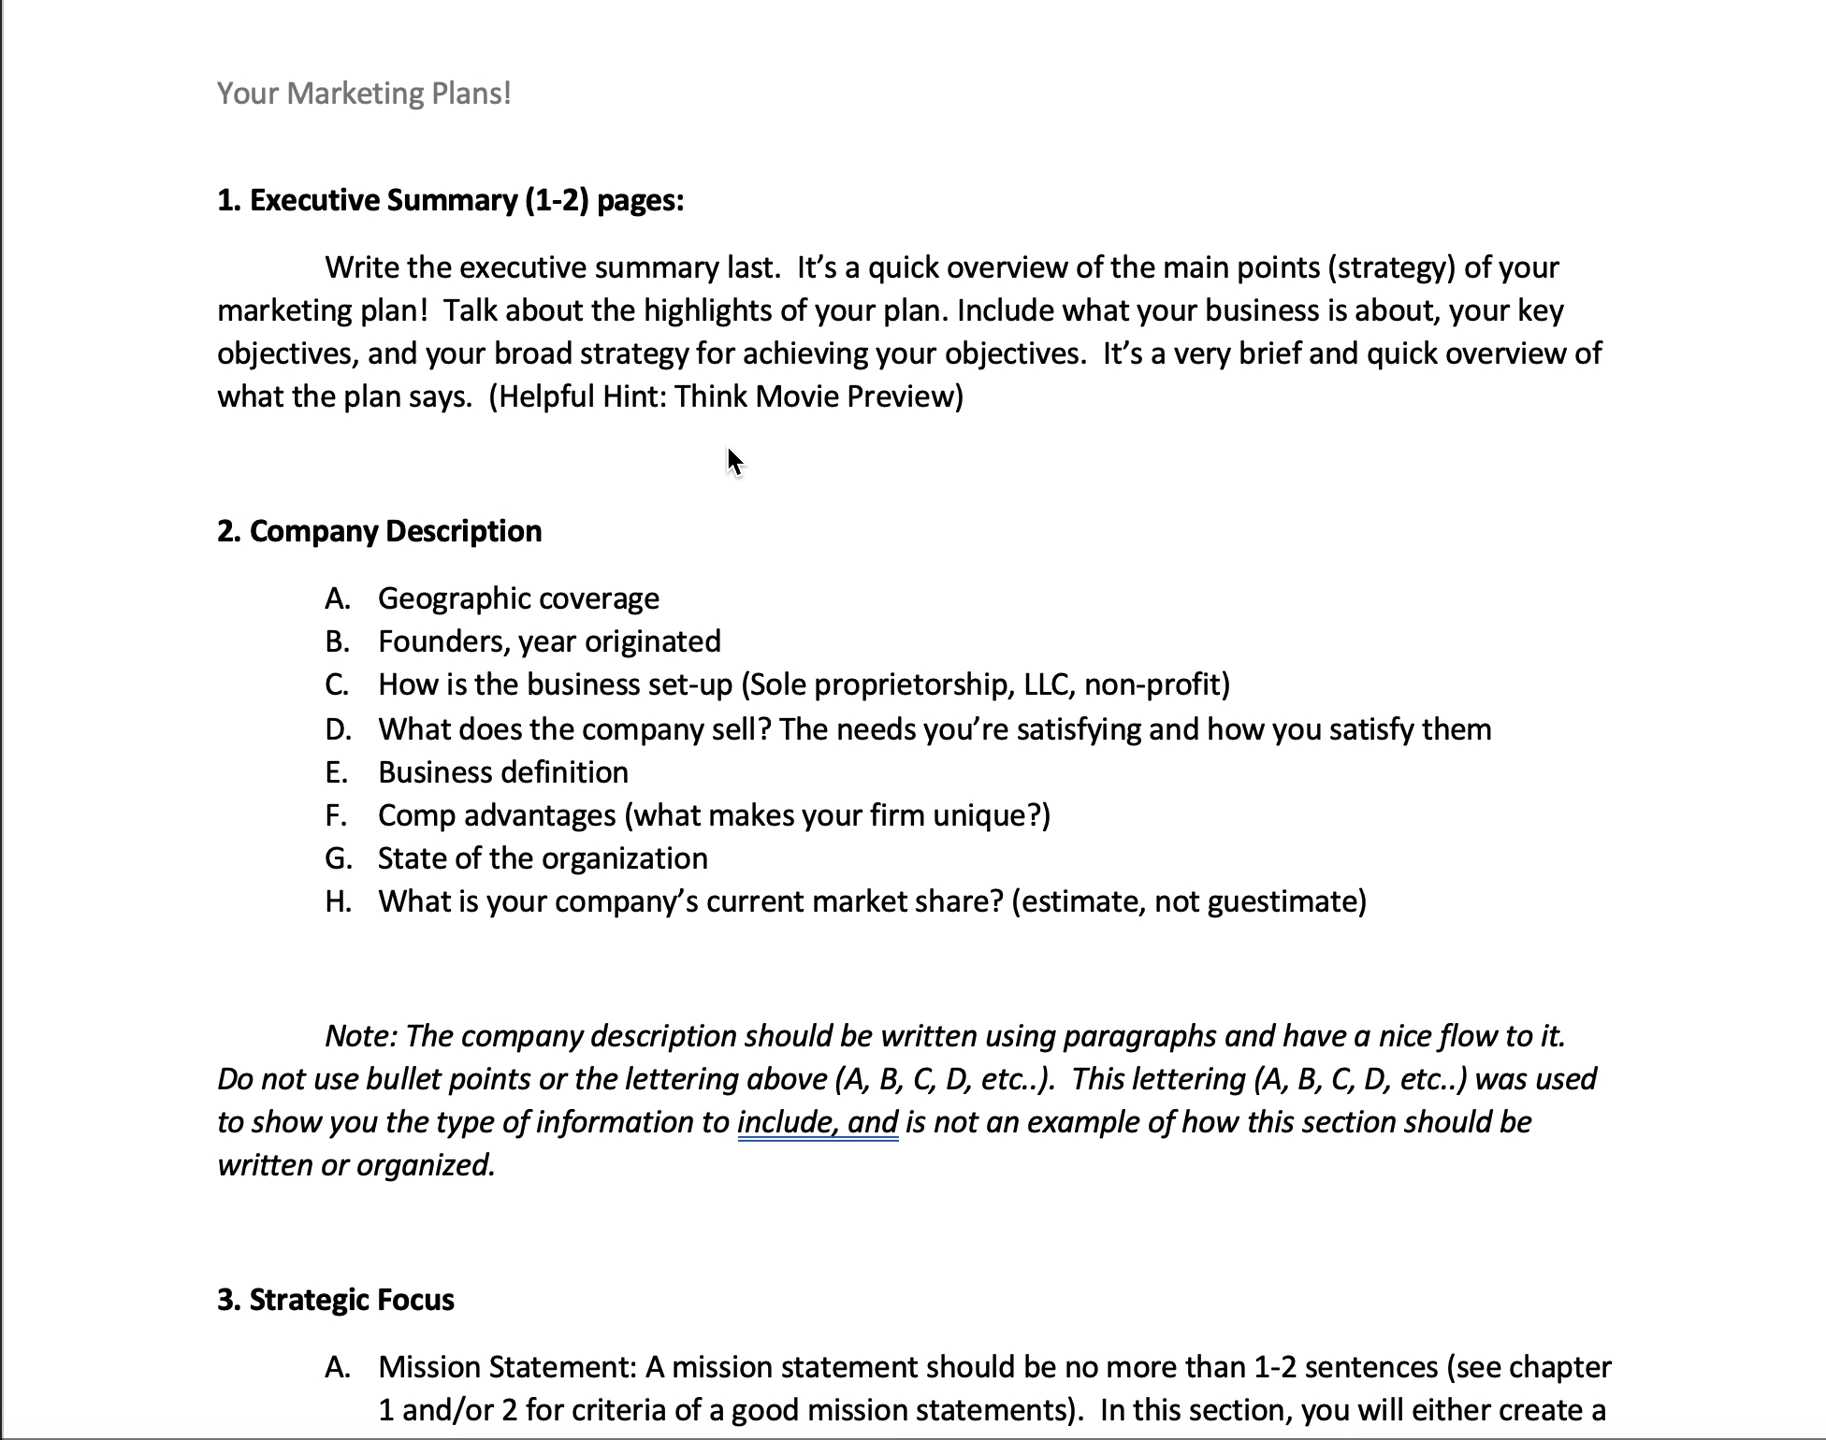 Your Marketing Plans!
1. Executive Summary (1-2) pages:
Write the executive summary last.  It’s a quick overview of the main points (strategy) of your
marketing plan!  Talk about the highlights of your plan. Include what your business is about, your key
objectives, and your broad strategy for achieving your objectives.  It’s a very brief and quick overview of
what the plan says.  (Helpful Hint: Think Movie Preview)
2. Company Description
A. Geographic coverage
B. Founders, year originated
C. How is the business set-up (Sole proprietorship, LLC, non-profit)
D. What does the company sell? The needs you’re satisfying and how you satisfy them
E. Business definition
F. Comp advantages (what makes your firm unique?)
G. State of the organization
H. What is your company’s current market share? (estimate, not guestimate)
Note: The company description should be written using paragraphs and have a nice flow to it.
Do not use bullet points or the lettering above (A, B, C, D, etc..).  This lettering (A, B, C, D, etc..) was used
to show you the type of information to include, and is not an example of how this section should be
written or organized.
3. Strategic Focus
A. Mission Statement: A mission statement should be no more than 1-2 sentences (see chapter
1 and/or 2 for criteria of a good mission statements).  In this section, you will either create a